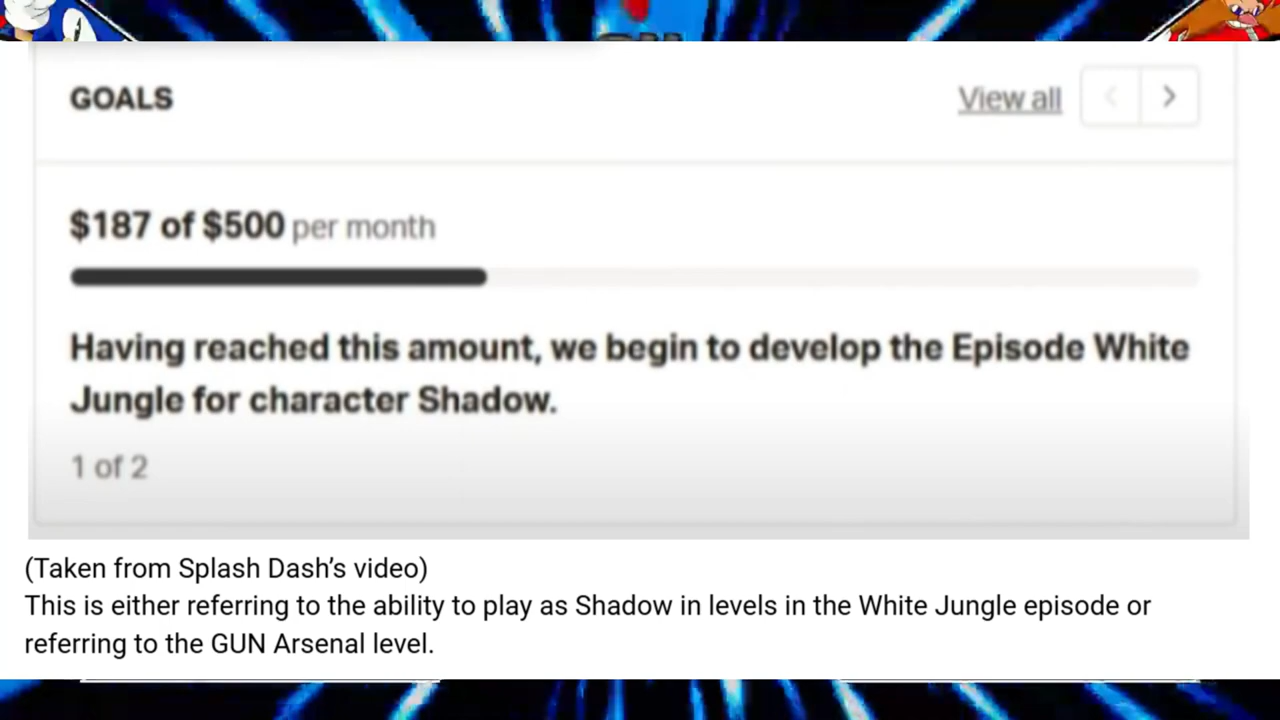 GOALS
View all
$187 of $500 per month
Having reached this amount, we begin to develop the Episode White
Jungle for character Shadow.
1 of 2
(Taken from Splash Dash’s video)
This is either referring to the ability to play as Shadow in levels in the White Jungle episode or
referring to the GUN Arsenal level.